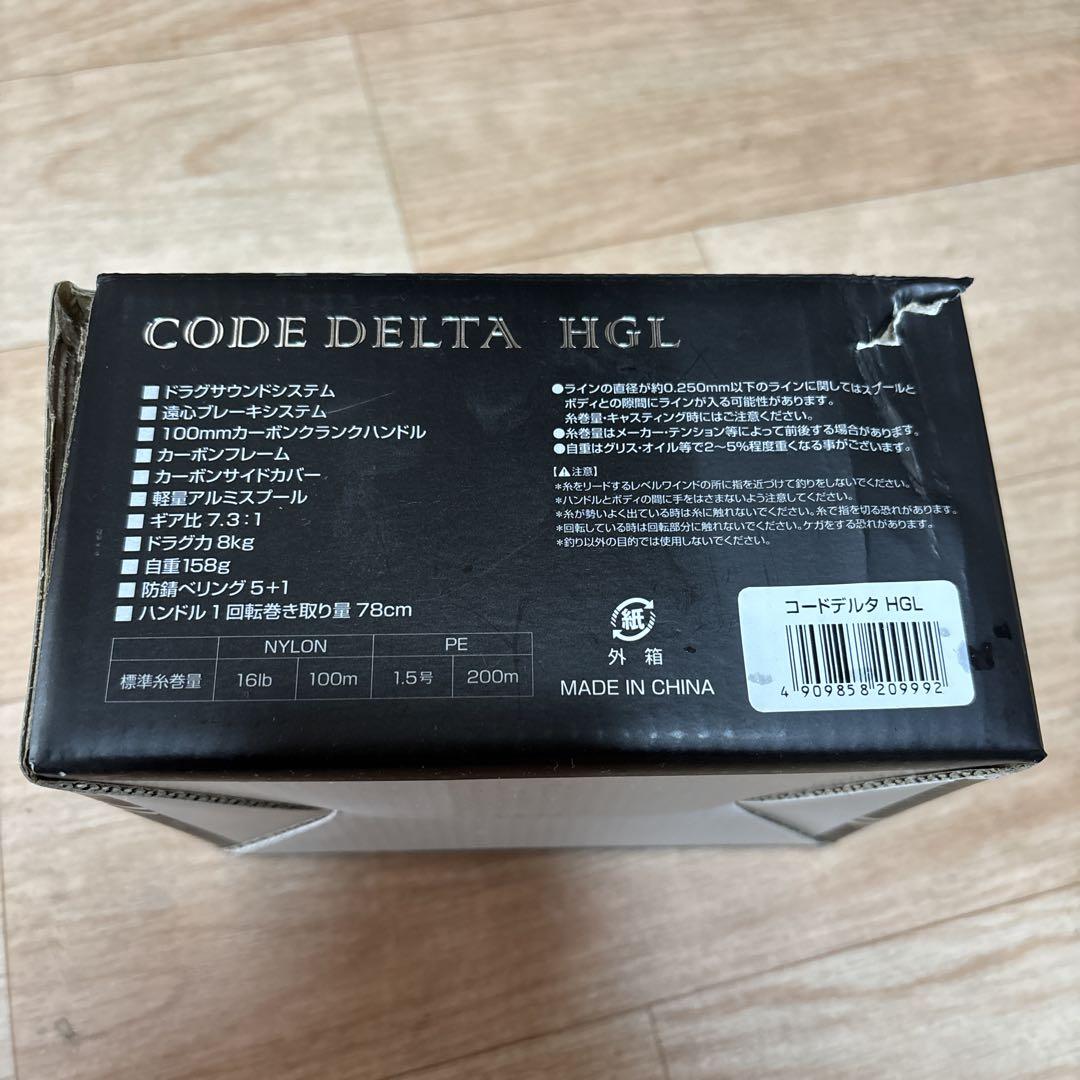 CODE DELTA HGL
■ドラグサウンドシステム
■遠心ブレーキシステム
■100mmカーボンクランクハンドル
■カーボンフレーム
■カーボンサイドカバー
■軽量アルミスプール
■ギア比 7.3:1
■ドラグ力 8kg
■自重158g
■防錆ベリング 5+1
■ハンドル1回転巻き取り量 78cm
NYLON PE
標準糸巻量 16lb 100m 1.5号 200m
●ラインの直径が約0.250mm以下のラインに関してはスプールと
ボディとの隙間にラインが入る可能性があります。
糸巻量・キャスティング時にはご注意ください。
●糸巻量はメーカー・テンション等によって前後する場合があります。
●自重はグリス・オイル等で2〜5%程度重くなる事がございます。
【⚠注意】
*糸をリードするレベルワインドの所に指を近づけて釣りをしないでください。
*ハンドルとボディの間に手をはさまないよう注意してください。
*糸が勢いよく出ている時は糸に触れないでください。糸で指を切る恐れがあります。
*回転している時は回転部分に触れないでください。ケガをする恐れがあります。
*釣り以外の目的では使用しないでください。
紙
外箱
MADE IN CHINA
コードデルタ HGL
4 909858 209992